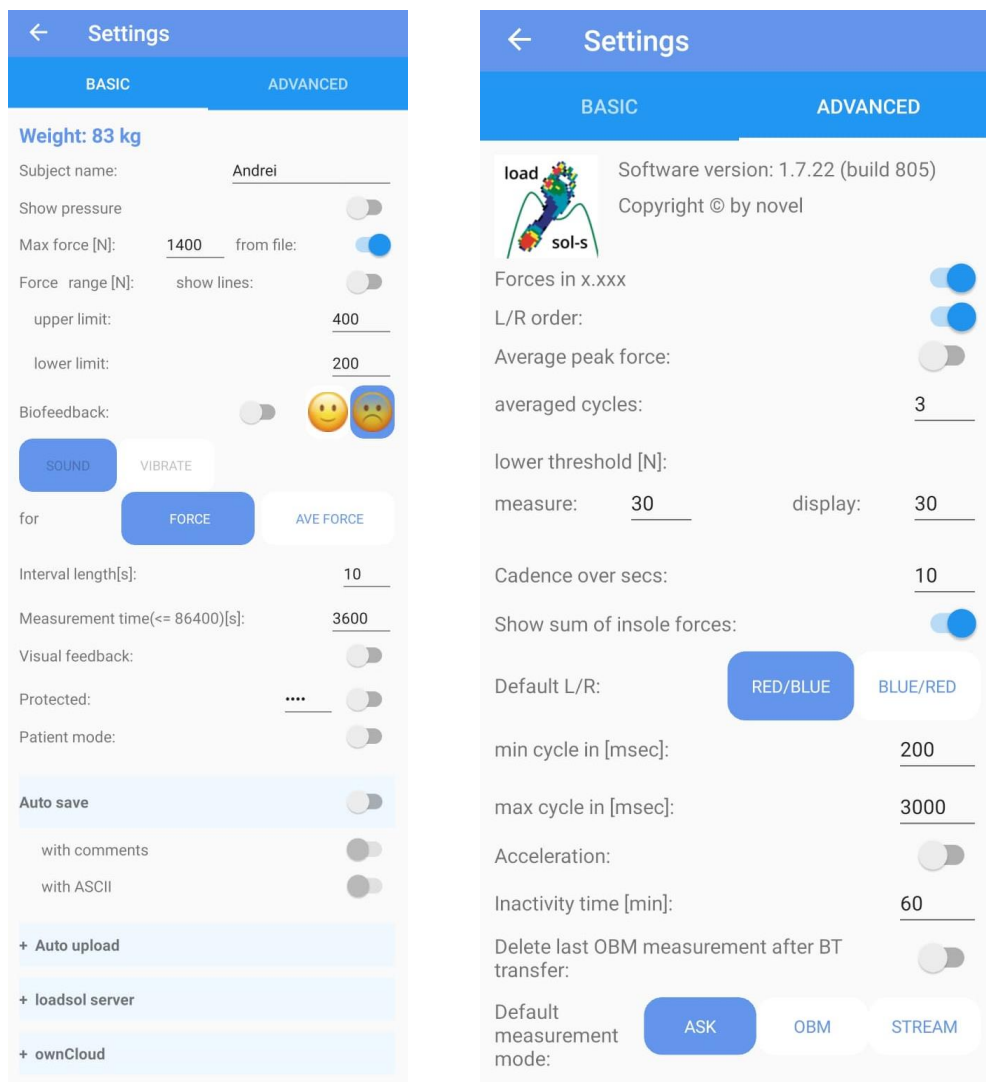 Settings
BASIC ADVANCED
Weight: 83 kg
Subject name: Andrei
Show pressure
Max force [N]: 1400 from file:
Force range [N]: show lines:
upper limit: 400
lower limit: 200
Biofeedback:
SOUND VIBRATE
for FORCE AVE FORCE
Interval length[s]: 10
Measurement time(<= 86400)[s]: 3600
Visual feedback:
Protected: ••••
Patient mode:
Auto save
with comments
with ASCII
+ Auto upload
+ loadsol server
+ ownCloud
Settings
BASIC ADVANCED
load
sol-s
Software version: 1.7.22 (build 805)
Copyright © by novel
Forces in x.xxx
L/R order:
Average peak force:
averaged cycles: 3
lower threshold [N]:
measure: 30 display: 30
Cadence over secs: 10
Show sum of insole forces:
Default L/R: RED/BLUE BLUE/RED
min cycle in [msec]: 200
max cycle in [msec]: 3000
Acceleration:
Inactivity time [min]: 60
Delete last OBM measurement after BT
transfer:
Default
measurement ASK OBM STREAM
mode: